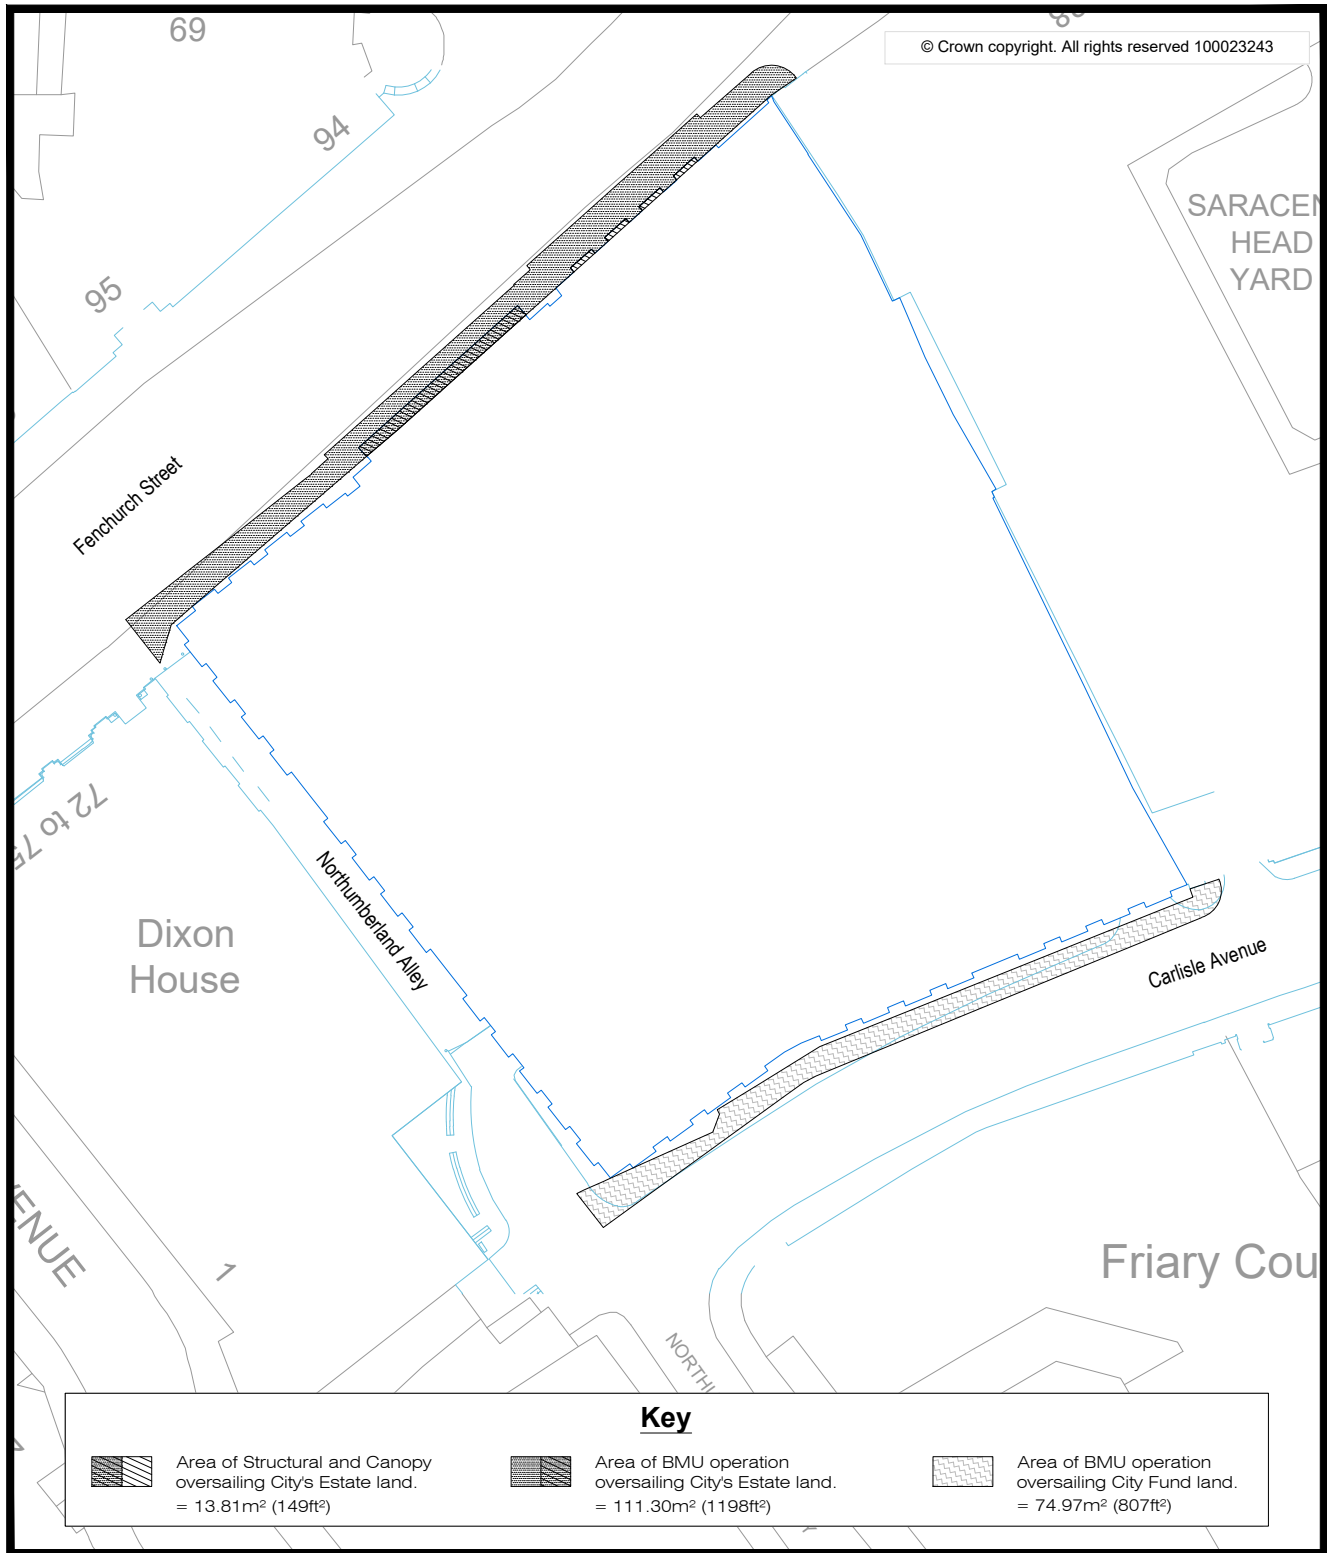 69
© Crown copyright. All rights reserved 100023243
94
SARACEN
HEAD
YARD
95
Fenchurch Street
72 to 75
Northumberland Alley
Dixon
House
Carlisle Avenue
VENUE
1
Friary Cou
NORTHU
Key
Area of Structural and Canopy
oversailing City's Estate land.
= 13.81m² (149ft²)
Area of BMU operation
oversailing City's Estate land.
= 111.30m² (1198ft²)
Area of BMU operation
oversailing City Fund land.
= 74.97m² (807ft²)